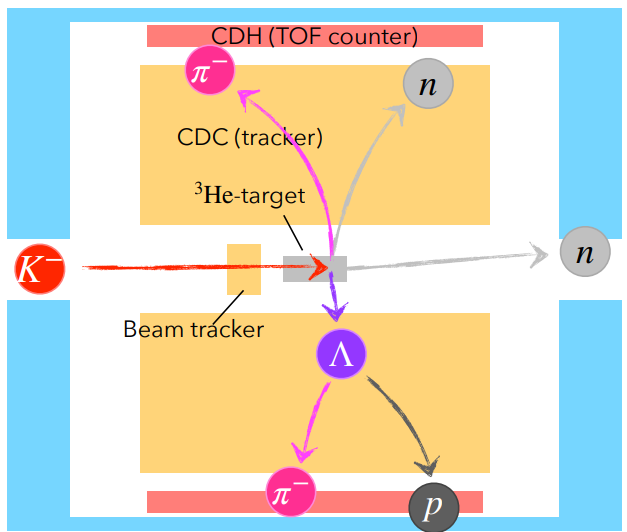 CDH (TOF counter)
π⁻
n
CDC (tracker)
³He-target
K⁻
n
Beam tracker
Λ
π⁻
p